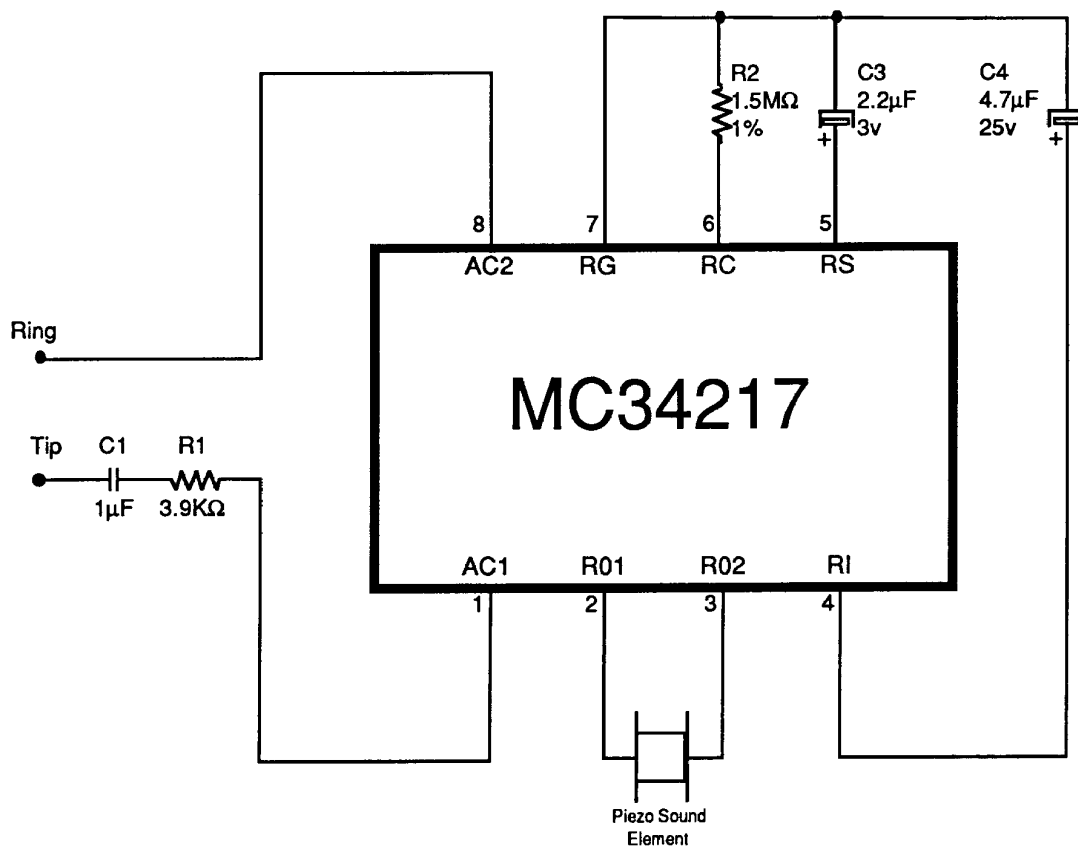 R2
1.5MΩ
1%
C3
2.2μF
3v
+
C4
4.7μF
25v
+
8
7
6
5
AC2
RG
RC
RS
Ring
MC34217
Tip
C1
R1
1μF
3.9KΩ
AC1
R01
R02
RI
1
2
3
4
Piezo Sound
Element